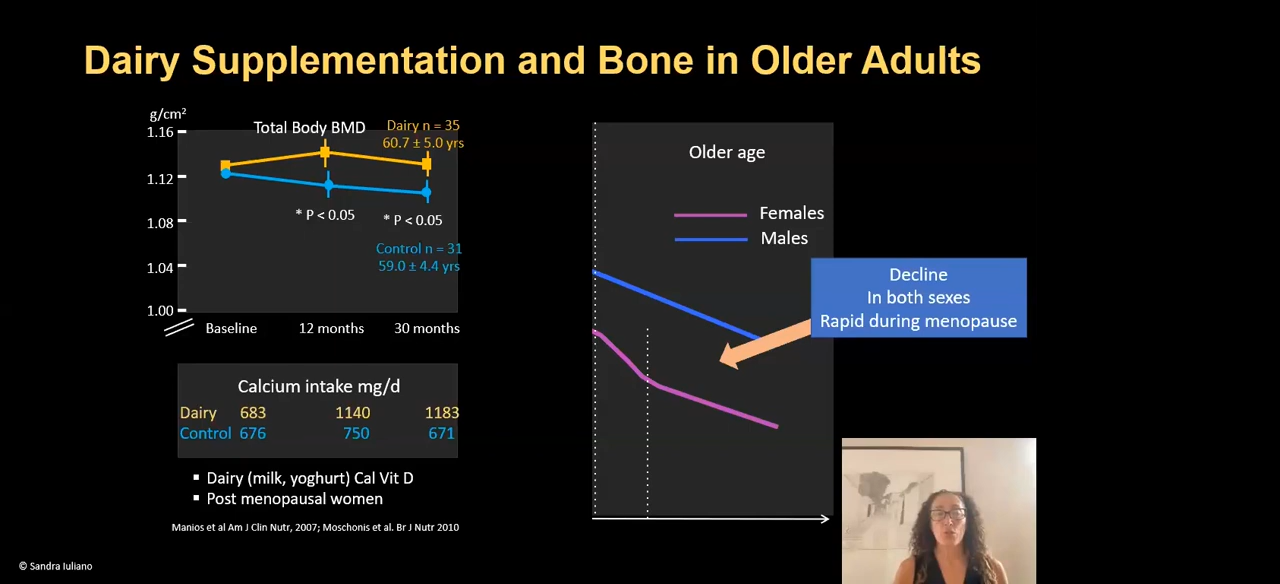 Dairy Supplementation and Bone in Older Adults
g/cm²
1.16
1.12
1.08
1.04
1.00
Total Body BMD
Dairy n = 35
60.7 ± 5.0 yrs
* P < 0.05
* P < 0.05
Control n = 31
59.0 ± 4.4 yrs
Baseline 12 months 30 months
Calcium intake mg/d
Dairy 683 1140 1183
Control 676 750 671
▪ Dairy (milk, yoghurt) Cal Vit D
▪ Post menopausal women
Manios et al Am J Clin Nutr, 2007; Moschonis et al. Br J Nutr 2010
Older age
Females
Males
Decline
In both sexes
Rapid during menopause
© Sandra Iuliano